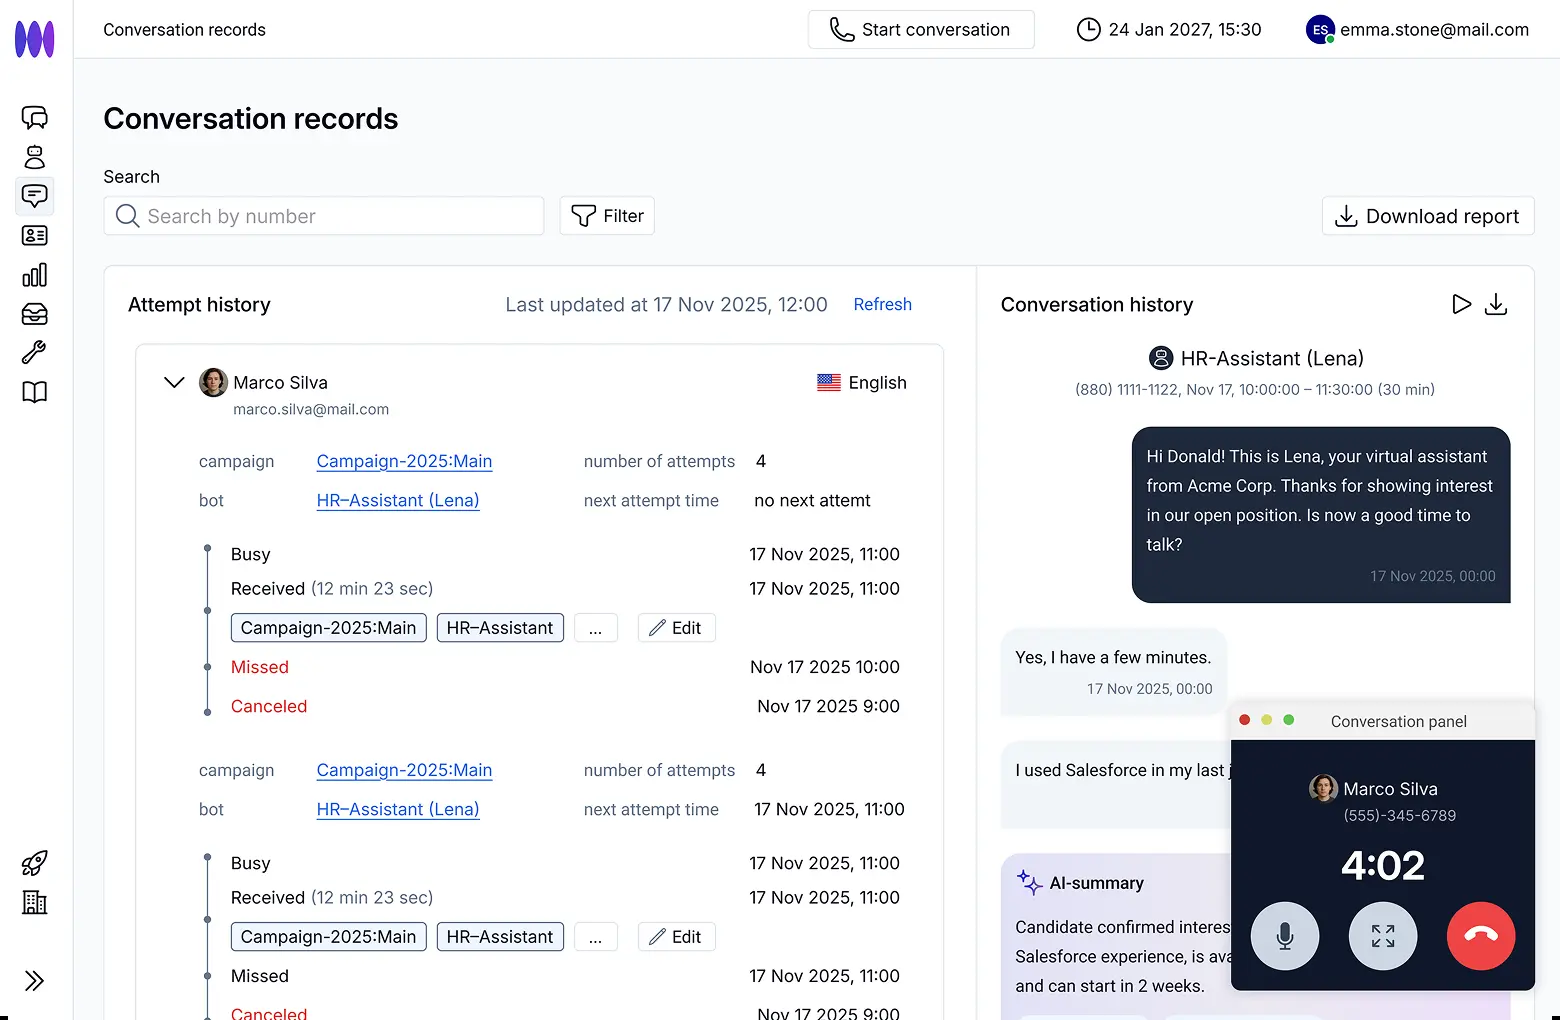 Conversation records
Start conversation
24 Jan 2027, 15:30
ES
emma.stone@mail.com
Conversation records
Search
Search by number
Filter
Download report
Attempt history
Last updated at 17 Nov 2025, 12:00
Refresh
Marco Silva
English
marco.silva@mail.com
campaign
Campaign-2025:Main
number of attempts
4
bot
HR–Assistant (Lena)
next attempt time
no next attemt
Busy
17 Nov 2025, 11:00
Received (12 min 23 sec)
17 Nov 2025, 11:00
Campaign-2025:Main
HR–Assistant
...
Edit
Missed
Nov 17 2025 10:00
Canceled
Nov 17 2025 9:00
campaign
Campaign-2025:Main
number of attempts
4
bot
HR–Assistant (Lena)
next attempt time
17 Nov 2025, 11:00
Busy
17 Nov 2025, 11:00
Received (12 min 23 sec)
17 Nov 2025, 11:00
Campaign-2025:Main
HR–Assistant
...
Edit
Missed
17 Nov 2025, 11:00
Canceled
Nov 17 2025 9:00
Conversation history
HR-Assistant (Lena)
(880) 1111-1122, Nov 17, 10:00:00 – 11:30:00 (30 min)
Hi Donald! This is Lena, your virtual assistant
from Acme Corp. Thanks for showing interest
in our open position. Is now a good time to
talk?
17 Nov 2025, 00:00
Yes, I have a few minutes.
17 Nov 2025, 00:00
I used Salesforce in my last
AI-summary
Candidate confirmed
Salesforce experience, is
and can start in 2 weeks.
Conversation panel
Marco Silva
(555)-345-6789
4:02